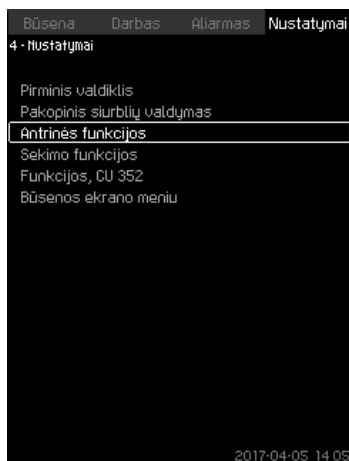 Būsena Darbas Aliarmas Nustatymai
4 - Nustatymai
Pirminis valdiklis
Pakopinis siurblių valdymas
Antrinės funkcijos
Sekimo funkcijos
Funkcijos, CU 352
Būsenos ekrano meniu
2017-04-05 14:05